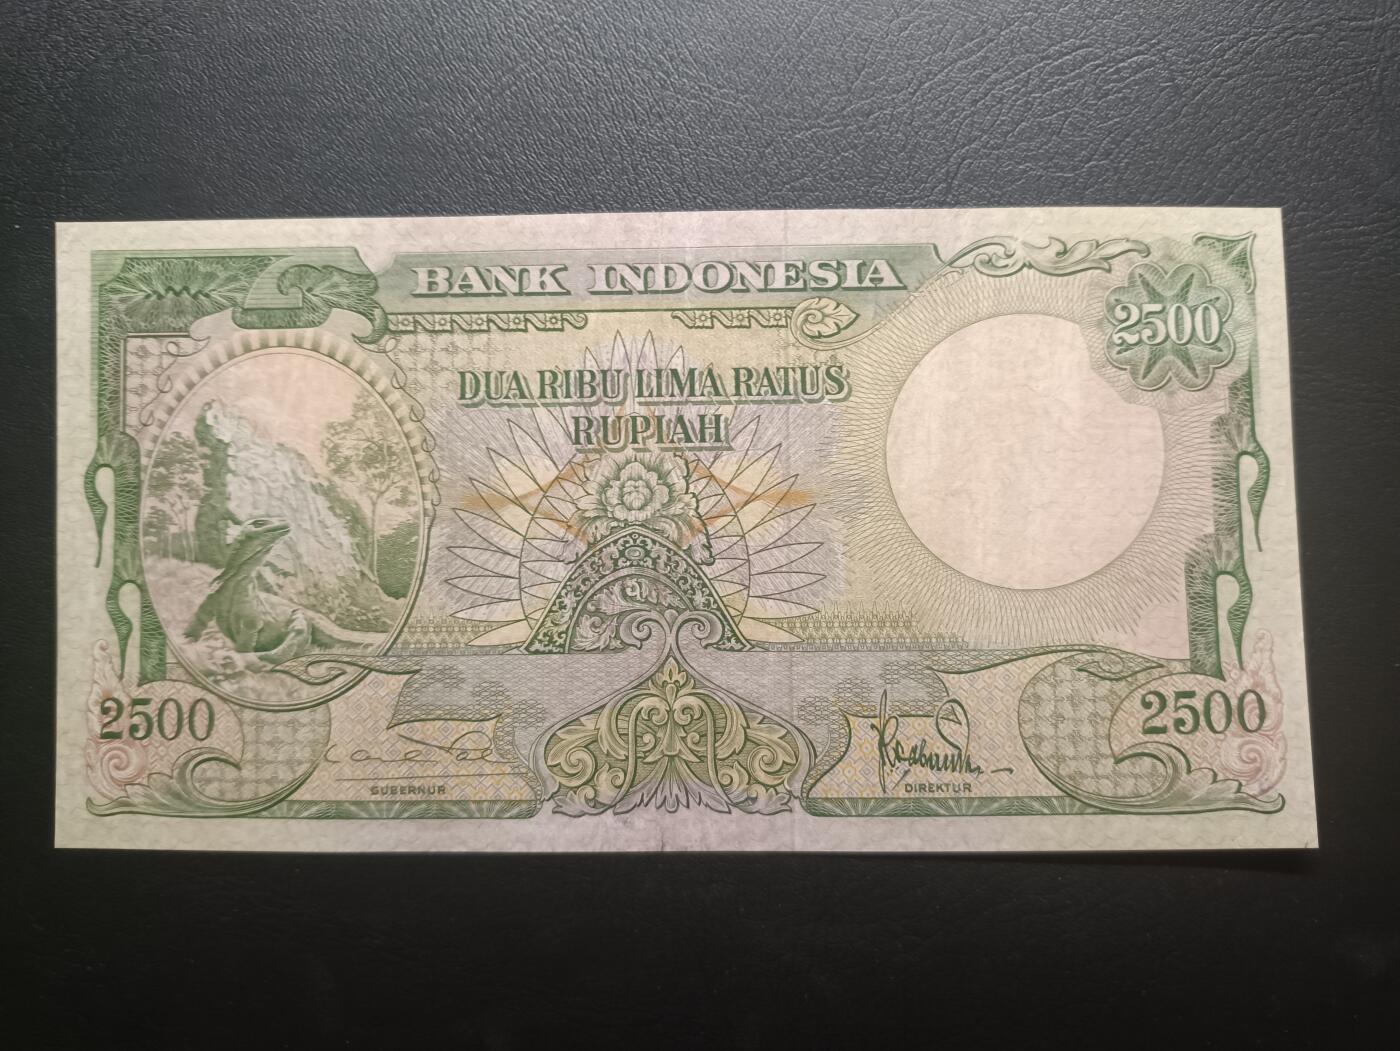 BANK INDONESIA
2500
DUA RIBU LIMA RATUS
RUPIAH
2500
2500
GUBERNUR
DIREKTUR